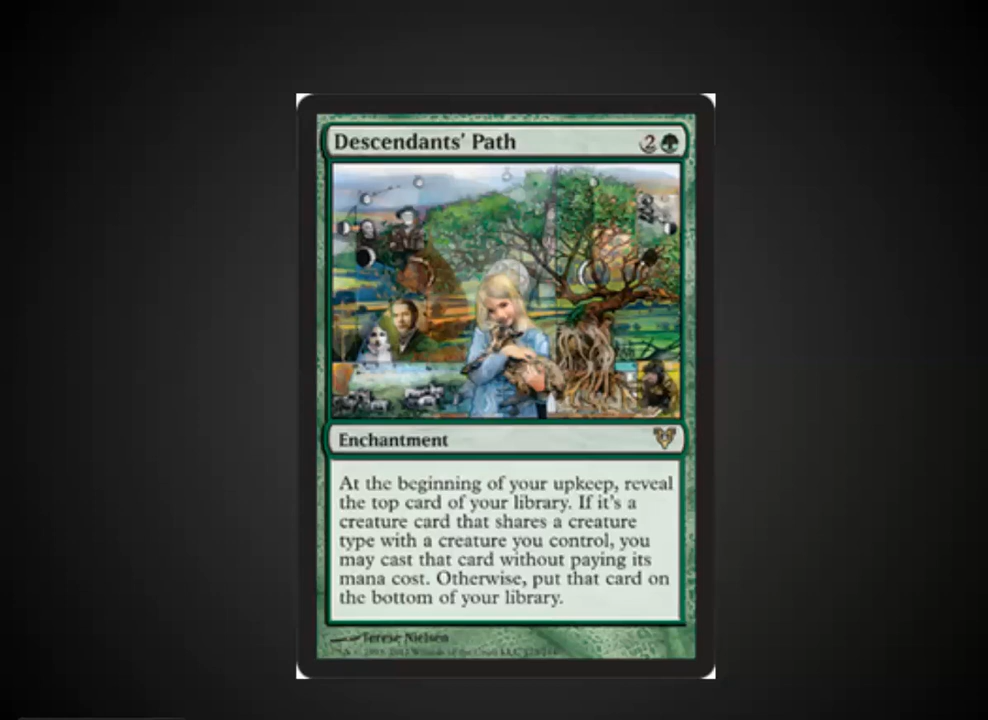 Descendants' Path 2
Enchantment
At the beginning of your upkeep, reveal
the top card of your library. If it's a
creature card that shares a creature
type with a creature you control, you
may cast that card without paying its
mana cost. Otherwise, put that card on
the bottom of your library.
Terese Nielsen